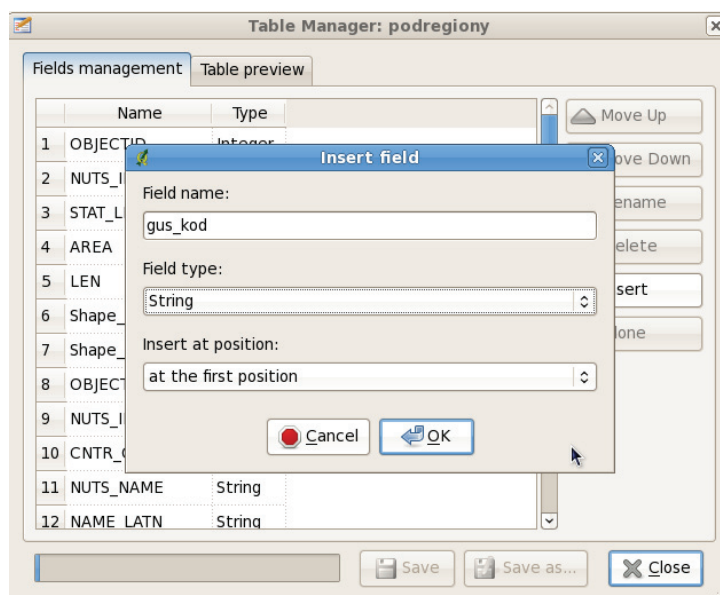 Table Manager: podregiony
Fields management Table preview
Name Type
1 OBJECTID Integer
2 NUTS_I
3 STAT_L
4 AREA
5 LEN
6 Shape_
7 Shape_
8 OBJECT
9 NUTS_I
10 CNTR_
11 NUTS_NAME String
12 NAME_LATN String
Move Up
ove Down
ename
elete
sert
lone
Insert field
Field name:
gus_kod
Field type:
String
Insert at position:
at the first position
Cancel OK
Save Save as... Close